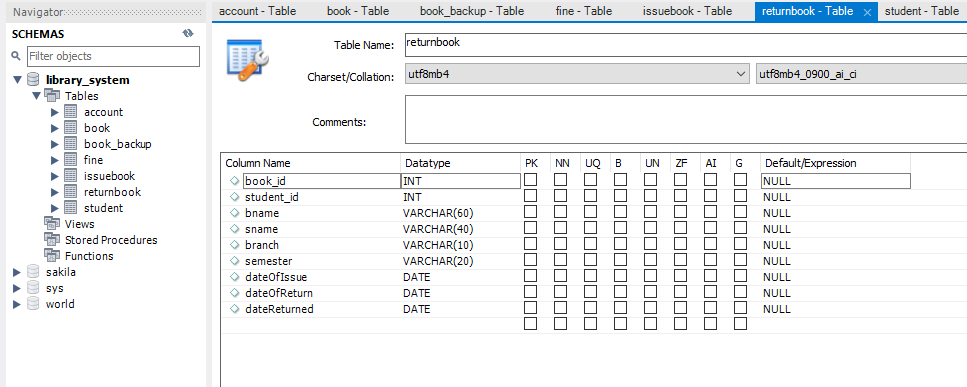 Navigator
SCHEMAS
Filter objects
library_system
Tables
account
book
book_backup
fine
issuebook
returnbook
student
Views
Stored Procedures
Functions
sakila
sys
world
account - Table book - Table book_backup - Table fine - Table issuebook - Table returnbook - Table student - Table
Table Name: returnbook
Charset/Collation: utf8mb4 utf8mb4_0900_ai_ci
Comments:
Column Name Datatype PK NN UQ B UN ZF AI G Default/Expression
book_id INT NULL
student_id INT NULL
bname VARCHAR(60) NULL
sname VARCHAR(40) NULL
branch VARCHAR(10) NULL
semester VARCHAR(20) NULL
dateOfIssue DATE NULL
dateOfReturn DATE NULL
dateReturned DATE NULL